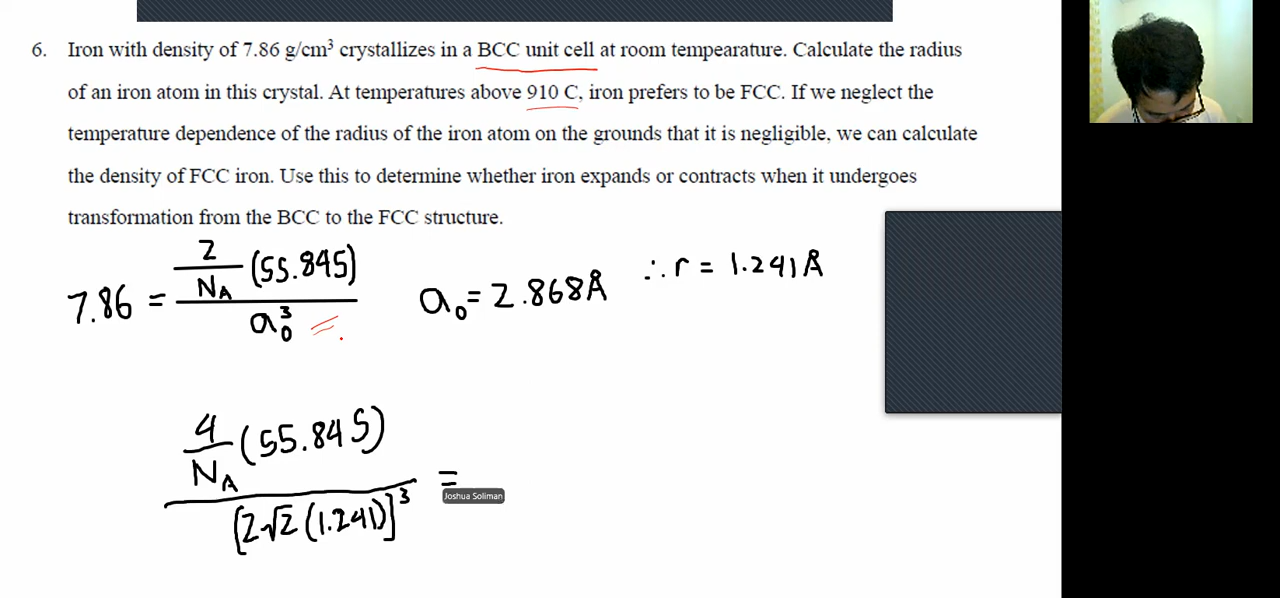 6. Iron with density of 7.86 g/cm³ crystallizes in a BCC unit cell at room tempearature. Calculate the radius
of an iron atom in this crystal. At temperatures above 910 C, iron prefers to be FCC. If we neglect the
temperature dependence of the radius of the iron atom on the grounds that it is negligible, we can calculate
the density of FCC iron. Use this to determine whether iron expands or contracts when it undergoes
transformation from the BCC to the FCC structure.
7.86 = (2/N_A (55.845)) / a₀³
a₀ = 2.868Å
∴ r = 1.241Å
(4/N_A (55.845)) / [2√2 (1.241)]³ =
Joshua Soliman